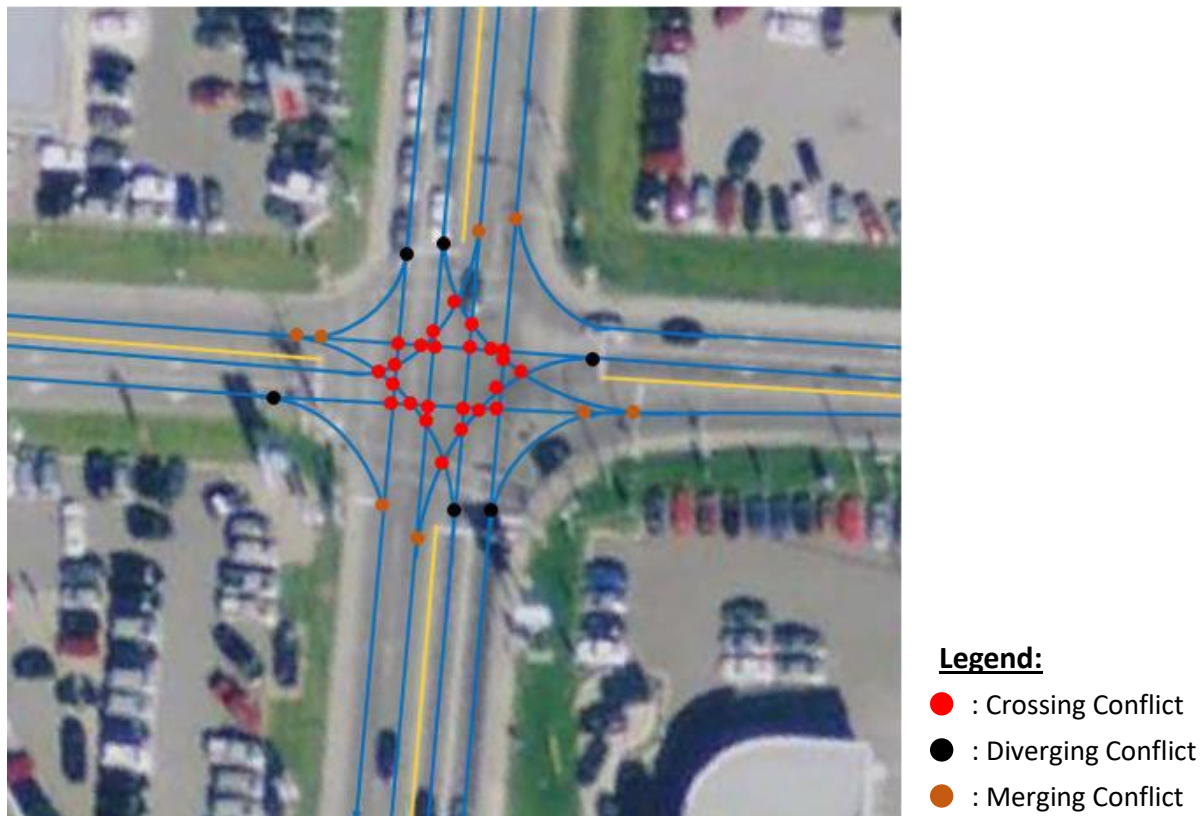 Legend:
: Crossing Conflict
: Diverging Conflict
: Merging Conflict